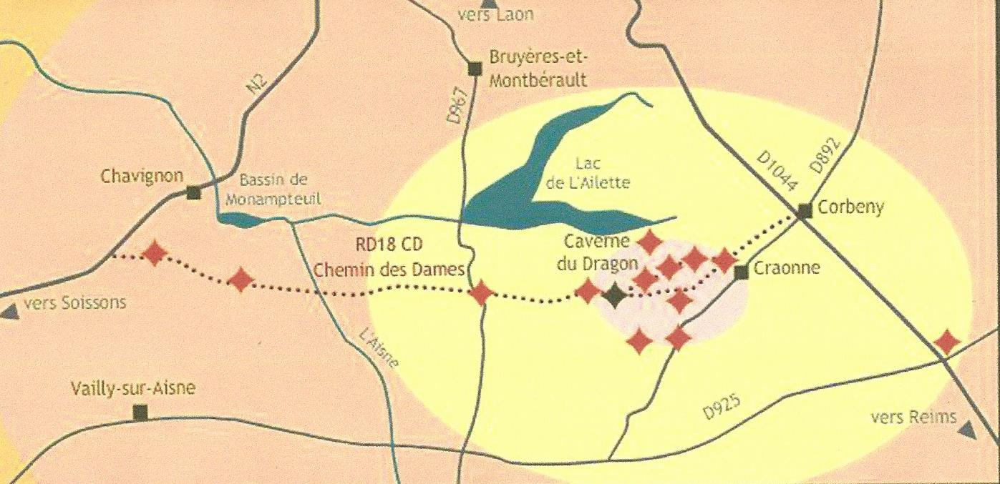 vers Laon
Bruyères-et-
Montbérault
N2
D967
Chavignon
Bassin de
Monampteuil
Lac
de L'Ailette
D1044
D892
Corbeny
RD18 CD
Chemin des Dames
Caverne
du Dragon
Craonne
vers Soissons
L'Aisne
Vailly-sur-Aisne
D925
vers Reims